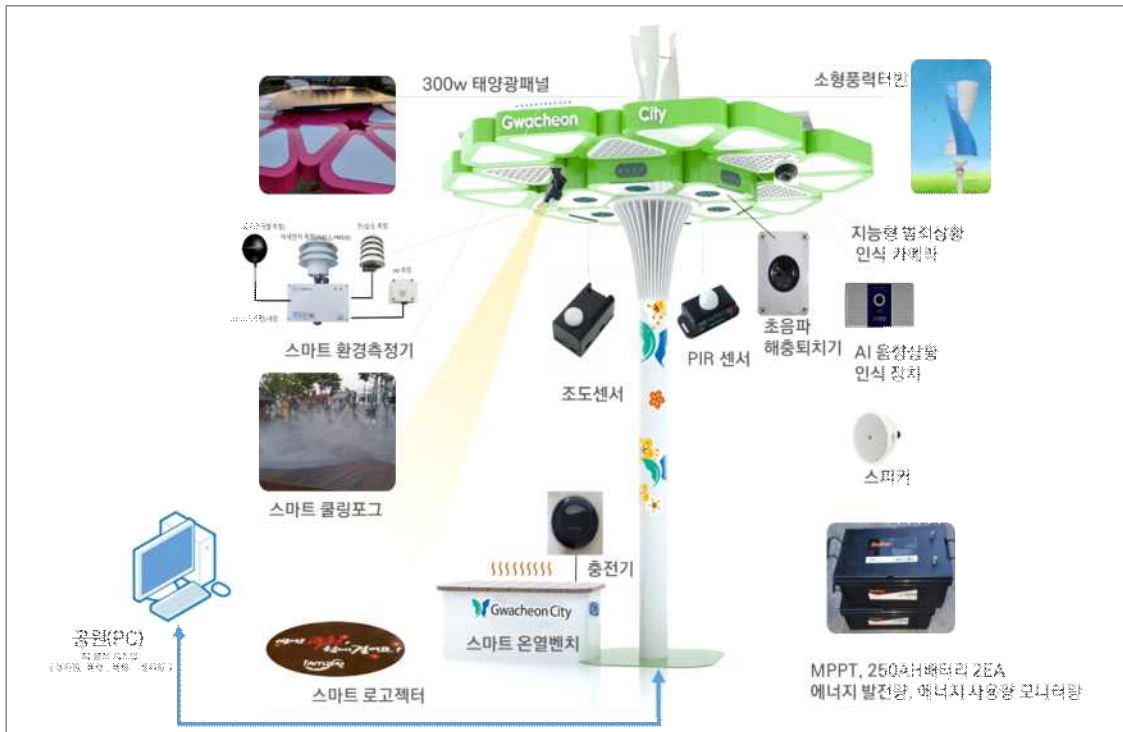 300w 태양광패널
소형풍력터빈
Gwacheon City
지능형 범죄상황
인식 카메라
스마트 환경측정기
조도센서
PIR 센서
초음파
해충퇴치기
AI 음성상황
인식 장치
스피커
스마트 쿨링포그
충전기
Gwacheon City
스마트 온열벤치
공원(PC)
스마트 로고젝터
MPPT, 250AH배터리 2EA
에너지 발전량, 에너지 사용량 모니터링